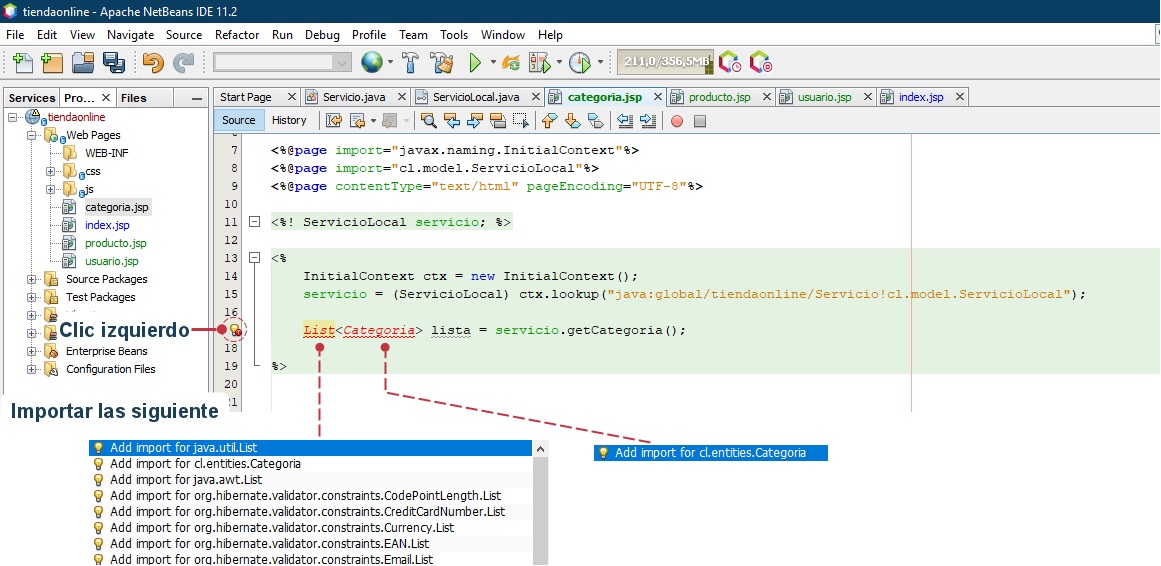 tiendaonline - Apache NetBeans IDE 11.2
File Edit View Navigate Source Refactor Run Debug Profile Team Tools Window Help
211,0/356,5MB
Services Pro... Files
Start Page Servicio.java ServicioLocal.java categoria.jsp producto.jsp usuario.jsp index.jsp
Source History
tiendaonline
Web Pages
WEB-INF
css
js
categoria.jsp
index.jsp
producto.jsp
usuario.jsp
Source Packages
Test Packages
Enterprise Beans
Configuration Files
7 <%@page import="javax.naming.InitialContext"%>
8 <%@page import="cl.model.ServicioLocal"%>
9 <%@page contentType="text/html" pageEncoding="UTF-8"%>
10
11 <%! ServicioLocal servicio; %>
12
13 <%
14 InitialContext ctx = new InitialContext();
15 servicio = (ServicioLocal) ctx.lookup("java:global/tiendaonline/Servicio!cl.model.ServicioLocal");
16
Clic izquierdo
List<Categoria> lista = servicio.getCategoria();
18
19 %>
20
21
Importar las siguiente
Add import for java.util.List
Add import for cl.entities.Categoria
Add import for java.awt.List
Add import for org.hibernate.validator.constraints.CodePointLength.List
Add import for org.hibernate.validator.constraints.CreditCardNumber.List
Add import for org.hibernate.validator.constraints.Currency.List
Add import for org.hibernate.validator.constraints.EAN.List
Add import for org.hibernate.validator.constraints.Email.List
Add import for cl.entities.Categoria